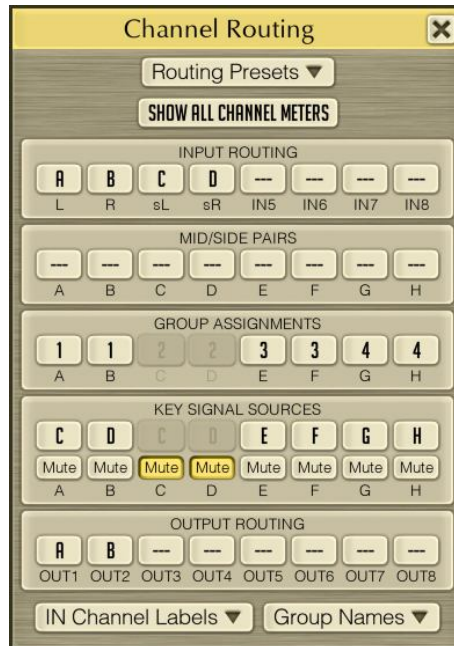 Channel Routing
Routing Presets ▼
SHOW ALL CHANNEL METERS
INPUT ROUTING
A B C D --- --- --- ---
L R sL sR IN5 IN6 IN7 IN8
MID/SIDE PAIRS
--- --- --- --- --- --- --- ---
A B C D E F G H
GROUP ASSIGNMENTS
1 1 2 2 3 3 4 4
A B C D E F G H
KEY SIGNAL SOURCES
C D C D E F G H
Mute Mute Mute Mute Mute Mute Mute Mute
A B C D E F G H
OUTPUT ROUTING
A B --- --- --- --- --- ---
OUT1 OUT2 OUT3 OUT4 OUT5 OUT6 OUT7 OUT8
IN Channel Labels ▼ Group Names ▼